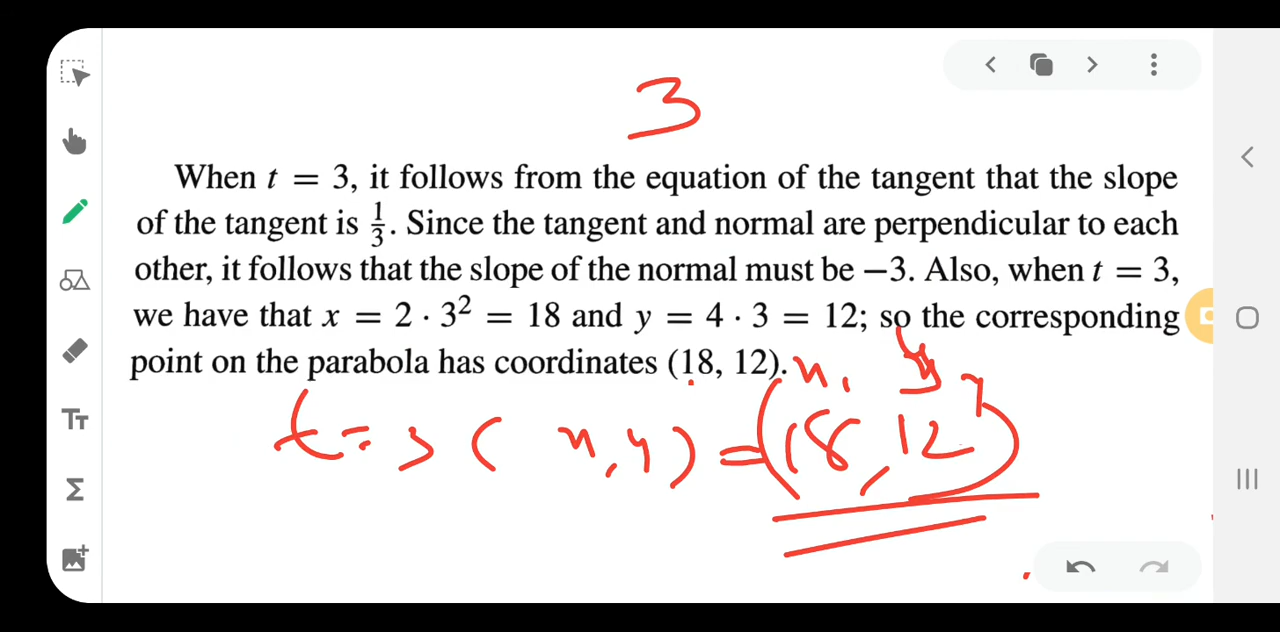 3
When t = 3, it follows from the equation of the tangent that the slope
of the tangent is 1/3. Since the tangent and normal are perpendicular to each
other, it follows that the slope of the normal must be −3. Also, when t = 3,
we have that x = 2 · 3² = 18 and y = 4 · 3 = 12; so the corresponding
point on the parabola has coordinates (18, 12).
x, y
t = 3 (x, y) = (18, 12)
Tт
Σ